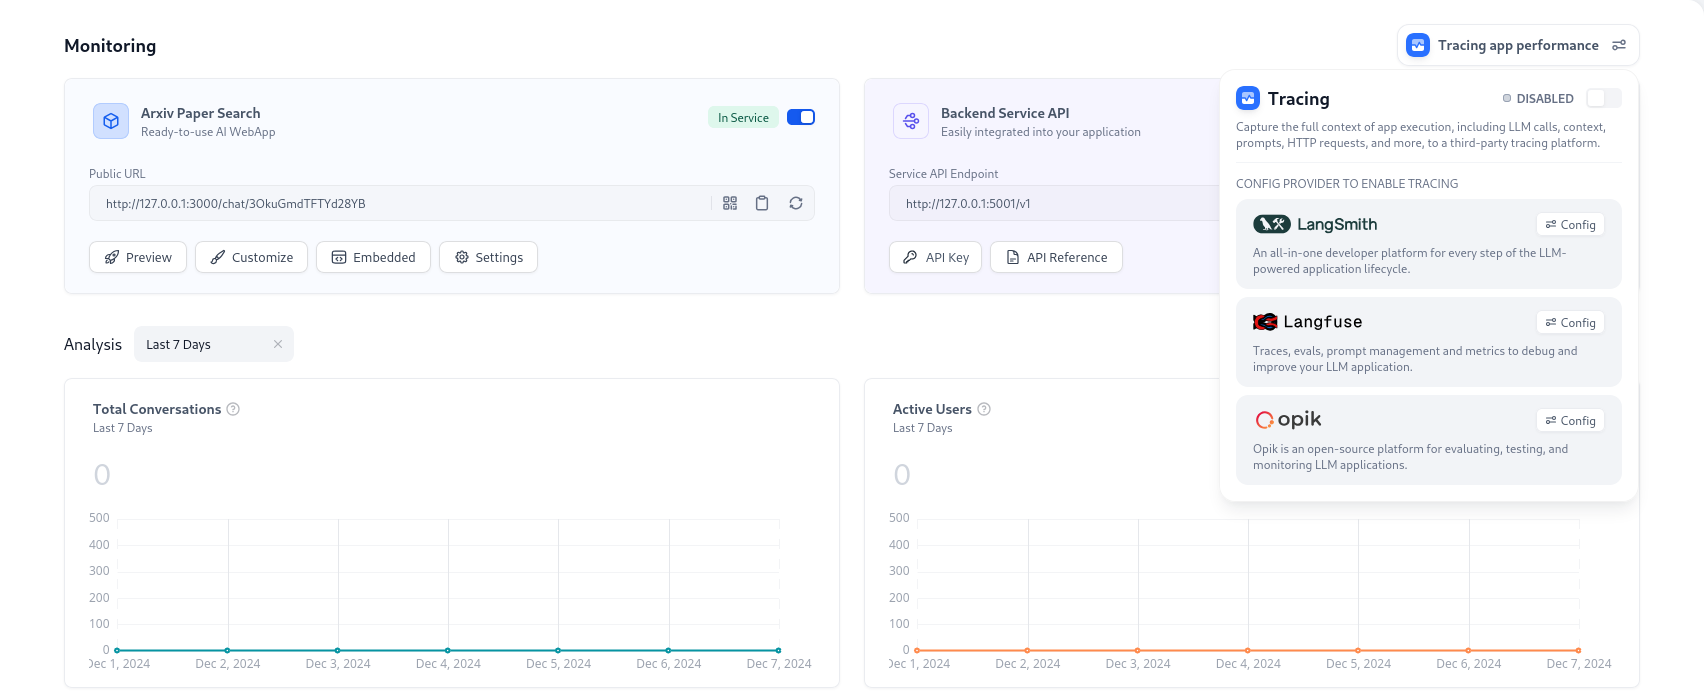 Monitoring
Tracing app performance
Arxiv Paper Search
Ready-to-use AI WebApp
In Service
Public URL
http://127.0.0.1:3000/chat/3OkuGmdTFTYd28YB
Preview
Customize
Embedded
Settings
Backend Service API
Easily integrated into your application
Service API Endpoint
http://127.0.0.1:5001/v1
API Key
API Reference
Tracing
DISABLED
Capture the full context of app execution, including LLM calls, context,
prompts, HTTP requests, and more, to a third-party tracing platform.
CONFIG PROVIDER TO ENABLE TRACING
LangSmith
Config
An all-in-one developer platform for every step of the LLM-
powered application lifecycle.
Langfuse
Config
Traces, evals, prompt management and metrics to debug and
improve your LLM application.
opik
Config
Opik is an open-source platform for evaluating, testing, and
monitoring LLM applications.
Analysis
Last 7 Days
Total Conversations
Last 7 Days
0
500
400
300
200
100
0
Dec 1, 2024 Dec 2, 2024 Dec 3, 2024 Dec 4, 2024 Dec 5, 2024 Dec 6, 2024 Dec 7, 2024
Active Users
Last 7 Days
0
500
400
300
200
100
0
Dec 1, 2024 Dec 2, 2024 Dec 3, 2024 Dec 4, 2024 Dec 5, 2024 Dec 6, 2024 Dec 7, 2024